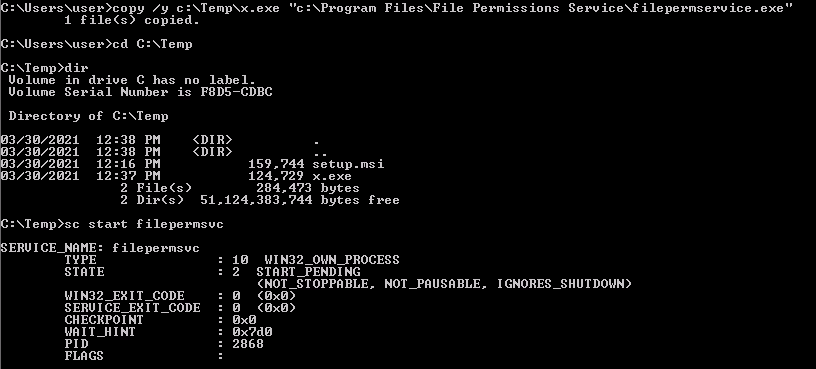 C:\Users\user>copy /y c:\Temp\x.exe "c:\Program Files\File Permissions Service\filepermservice.exe"
        1 file(s) copied.
C:\Users\user>cd C:\Temp
C:\Temp>dir
 Volume in drive C has no label.
 Volume Serial Number is F8D5-CDBC
 Directory of C:\Temp
03/30/2021  12:38 PM    <DIR>          .
03/30/2021  12:38 PM    <DIR>          ..
03/30/2021  12:16 PM           159,744 setup.msi
03/30/2021  12:37 PM           124,729 x.exe
               2 File(s)        284,473 bytes
               2 Dir(s)  51,124,383,744 bytes free
C:\Temp>sc start filepermsvc
SERVICE_NAME: filepermsvc
        TYPE               : 10  WIN32_OWN_PROCESS
        STATE              : 2  START_PENDING
                                (NOT_STOPPABLE, NOT_PAUSABLE, IGNORES_SHUTDOWN)
        WIN32_EXIT_CODE    : 0  (0x0)
        SERVICE_EXIT_CODE  : 0  (0x0)
        CHECKPOINT         : 0x0
        WAIT_HINT          : 0x7d0
        PID                : 2868
        FLAGS              :